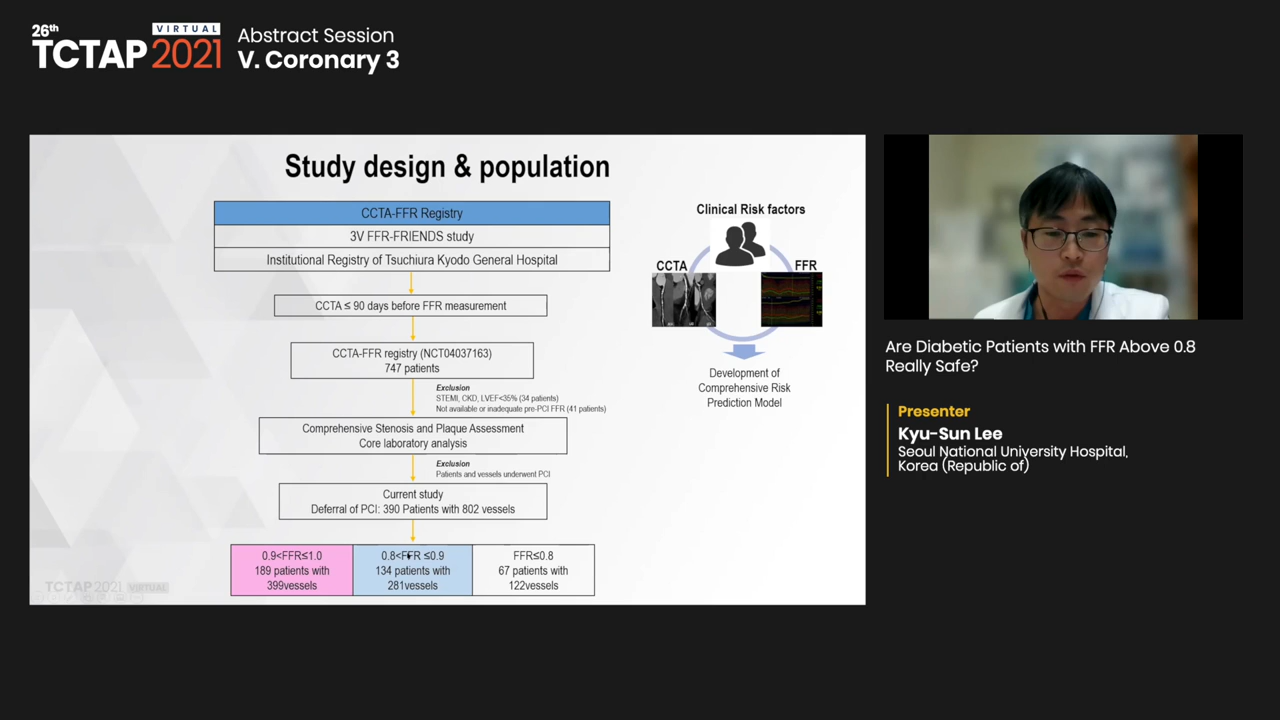 26th
TCTAP
VIRTUAL
2021
Abstract Session
V. Coronary 3
Study design & population
CCTA-FFR Registry
3V FFR-FRIENDS study
Institutional Registry of Tsuchiura Kyodo General Hospital
CCTA ≤ 90 days before FFR measurement
CCTA-FFR registry (NCT04037163)
747 patients
Exclusion
STEMI, CKD, LVEF<35% (34 patients)
Not available or inadequate pre-PCI FFR (41 patients)
Comprehensive Stenosis and Plaque Assessment
Core laboratory analysis
Exclusion
Patients and vessels underwent PCI
Current study
Deferral of PCI: 390 Patients with 802 vessels
0.9<FFR≤1.0
189 patients with
399vessels
0.8<FFR ≤0.9
134 patients with
281vessels
FFR≤0.8
67 patients with
122vessels
Clinical Risk factors
CCTA
FFR
Development of
Comprehensive Risk
Prediction Model
TCTAP 2021 VIRTUAL
Are Diabetic Patients with FFR Above 0.8
Really Safe?
Presenter
Kyu-Sun Lee
Seoul National University Hospital,
Korea (Republic of)